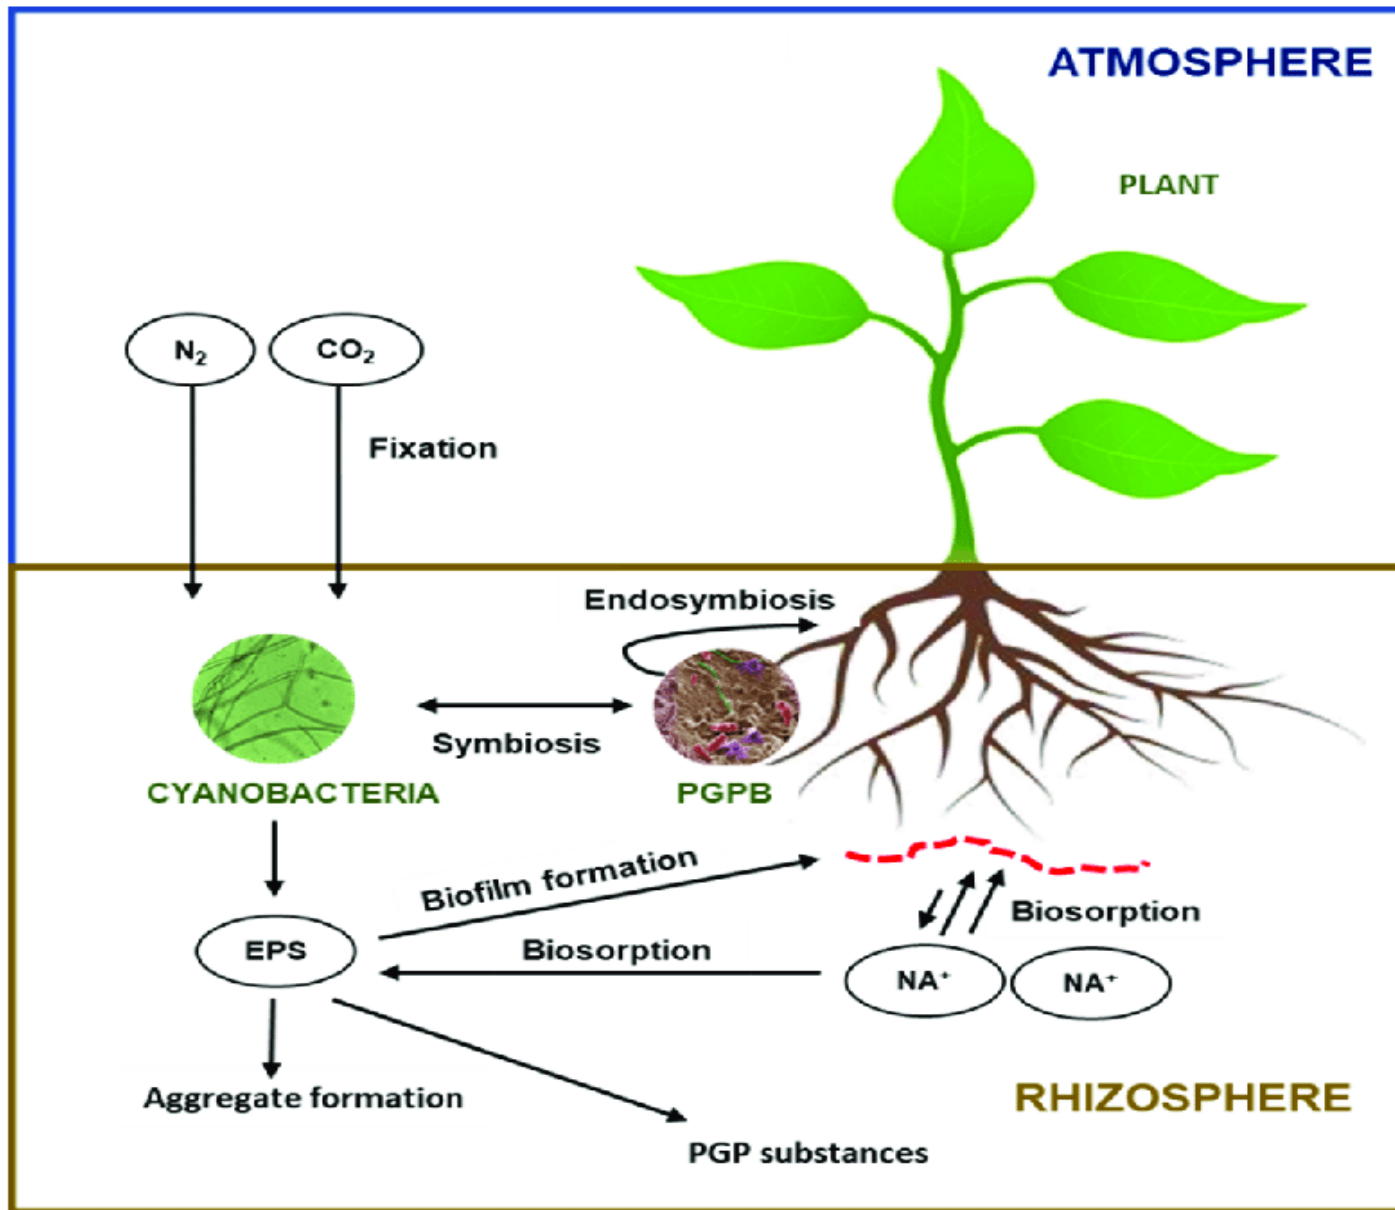 ATMOSPHERE
PLANT
N₂
CO₂
Fixation
Endosymbiosis
Symbiosis
CYANOBACTERIA
PGPB
Biofilm formation
Biosorption
EPS
Biosorption
NA⁺
NA⁺
Aggregate formation
RHIZOSPHERE
PGP substances